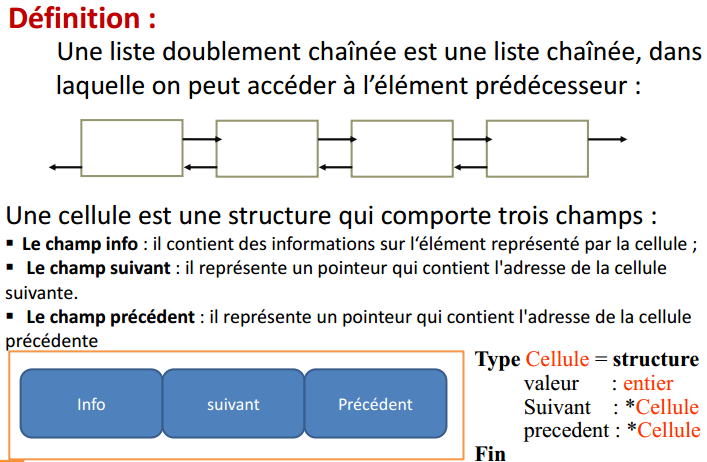 Définition :
Une liste doublement chaînée est une liste chaînée, dans
laquelle on peut accéder à l’élément prédécesseur :
Une cellule est une structure qui comporte trois champs :
▪ Le champ info : il contient des informations sur l‘élément représenté par la cellule ;
▪ Le champ suivant : il représente un pointeur qui contient l'adresse de la cellule
suivante.
▪ Le champ précédent : il représente un pointeur qui contient l'adresse de la cellule
précédente
Info suivant Précédent
Type Cellule = structure
valeur : entier
Suivant : *Cellule
precedent : *Cellule
Fin